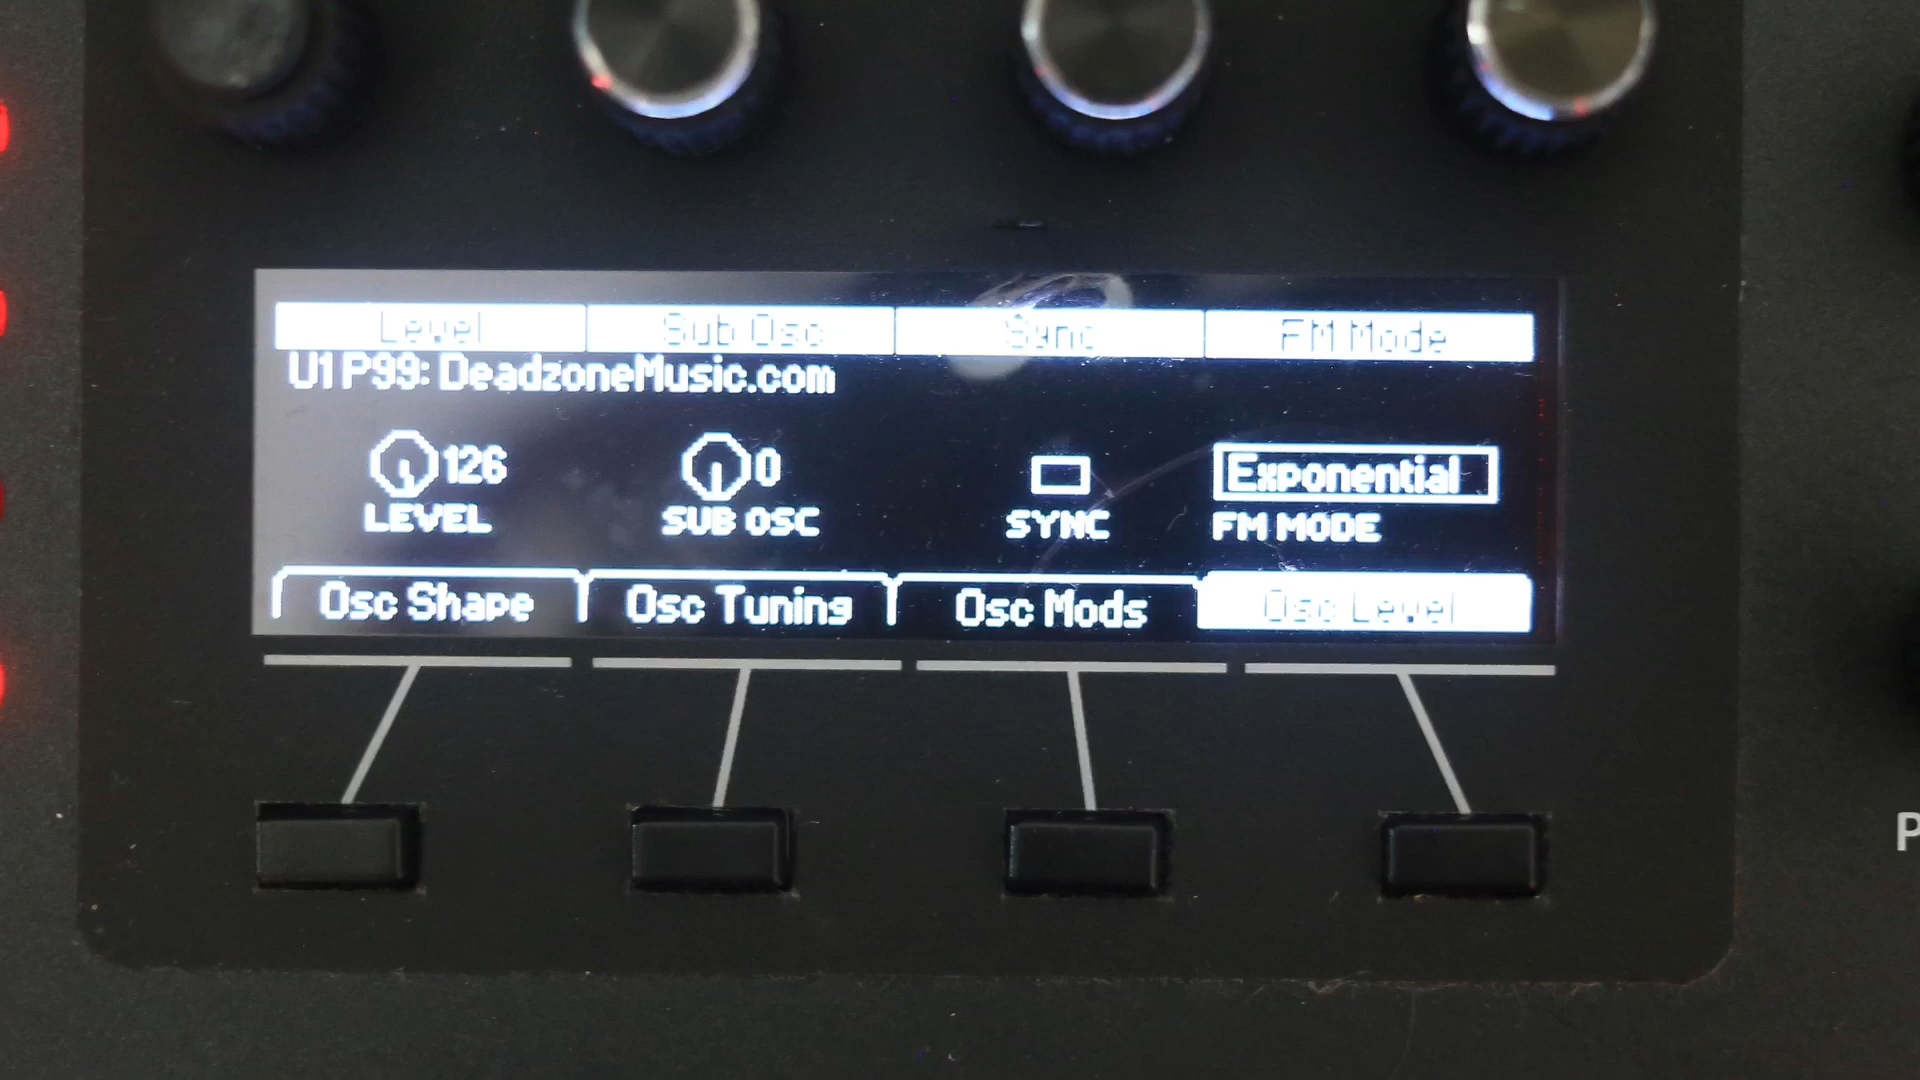 Level Sub Osc Sync FM Mode
U1 P99: DeadzoneMusic.com
126 0 Exponential
LEVEL SUB OSC SYNC FM MODE
Osc Shape Osc Tuning Osc Mods Osc Level
P